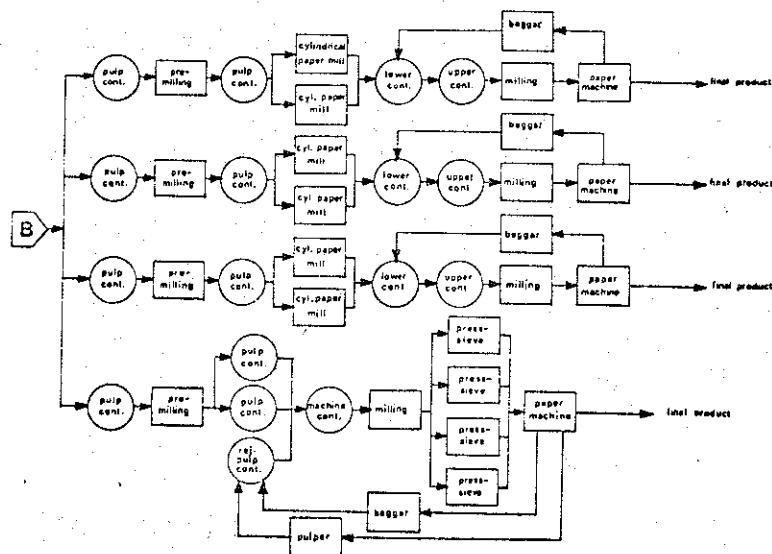 beggar
pulp
cont.
pre-
milling
pulp
cont.
cylindrical
paper mill
cyl. paper
mill
lower
cont.
upper
cont.
milling
paper
machine
final product
beggar
pulp
cont.
pre-
milling
pulp
cont.
cyl. paper
mill
cyl. paper
mill
lower
cont.
upper
cont
milling
paper
machine
final product
B
beggar
pulp
cont.
pre-
milling
pulp
cont.
cyl. paper
mill
cyl. paper
mill
lower
cont
upper
cont
milling
paper
machine
final product
pulp
cont.
pre-
milling
pulp
cont.
pulp
cont.
rej.
pulp
cont.
machine
cont.
milling
press-
sieve
press-
sieve
press-
sieve
press-
sieve
paper
machine
final product
beggar
pulper